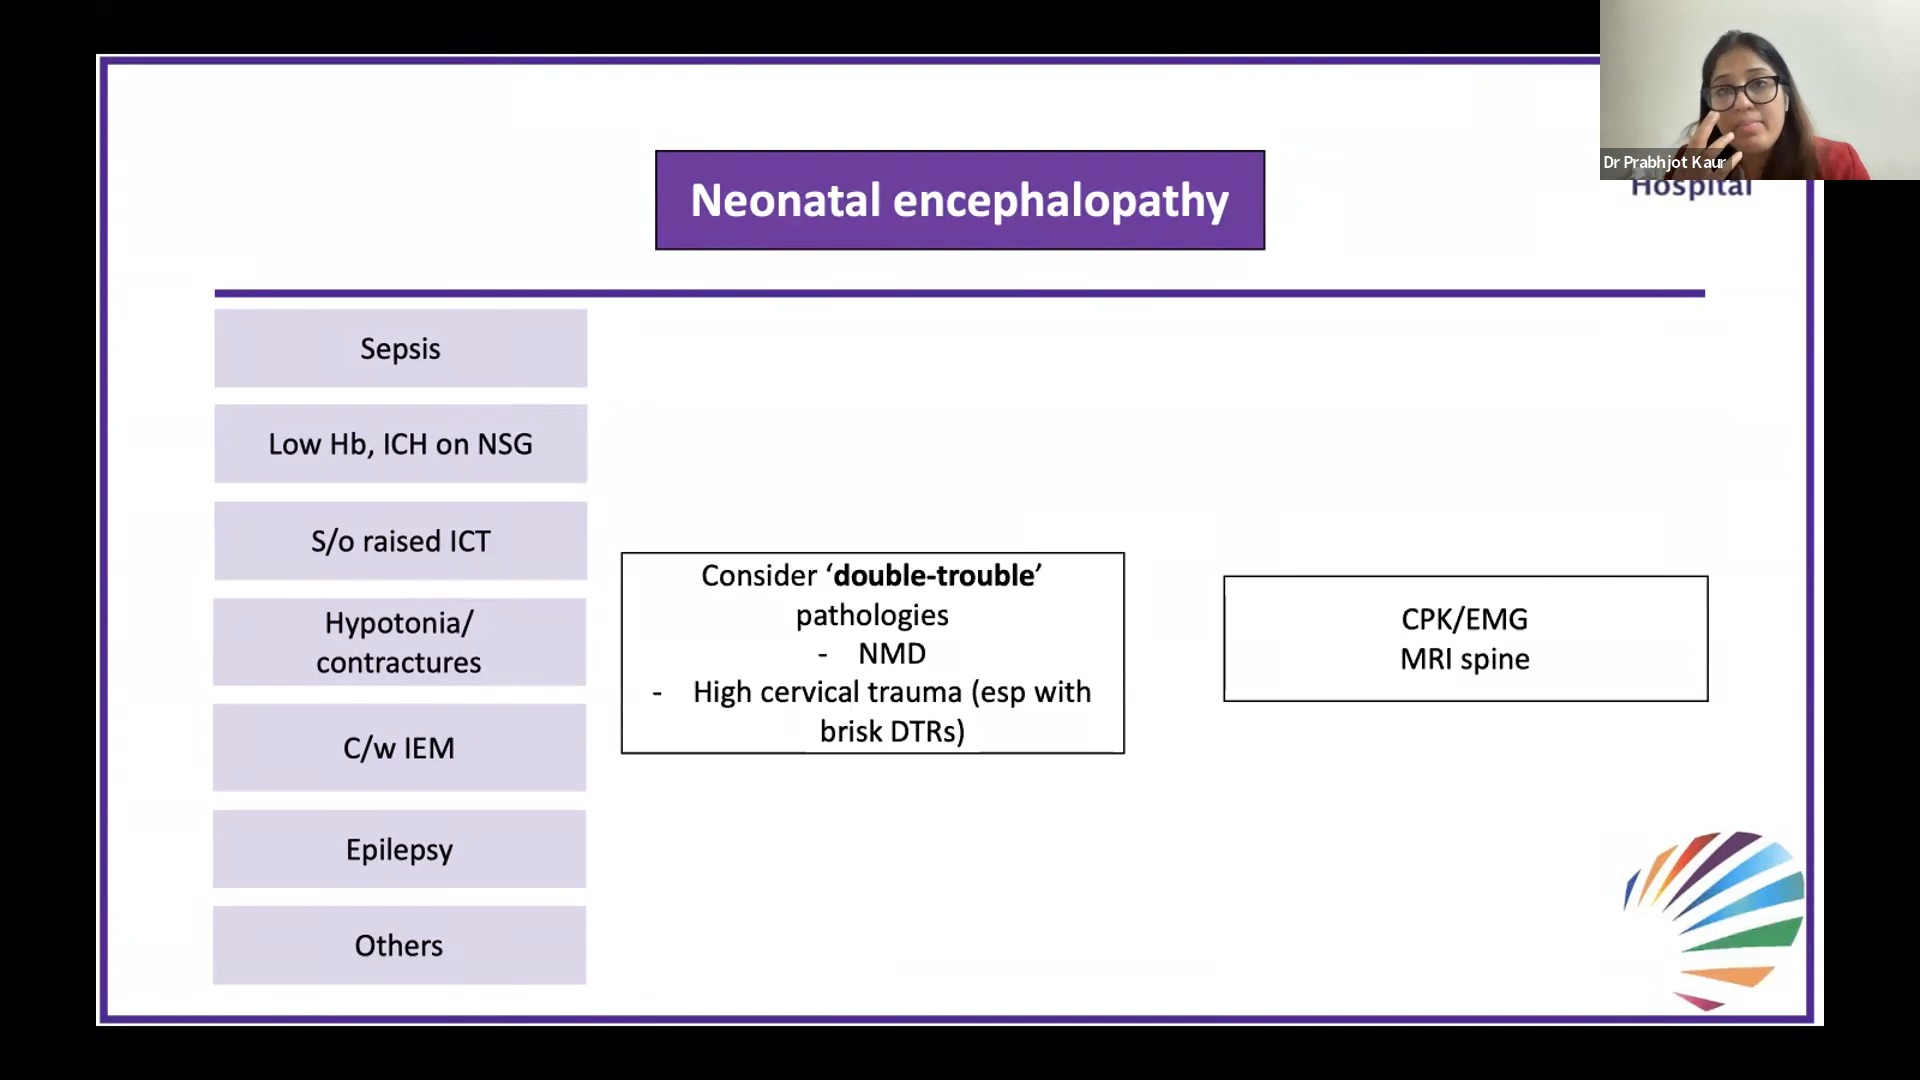 Dr Prabhjot Kaur
Hospital
Neonatal encephalopathy
Sepsis
Low Hb, ICH on NSG
S/o raised ICT
Hypotonia/
contractures
C/w IEM
Epilepsy
Others
Consider ‘double-trouble’
pathologies
- NMD
- High cervical trauma (esp with
brisk DTRs)
CPK/EMG
MRI spine